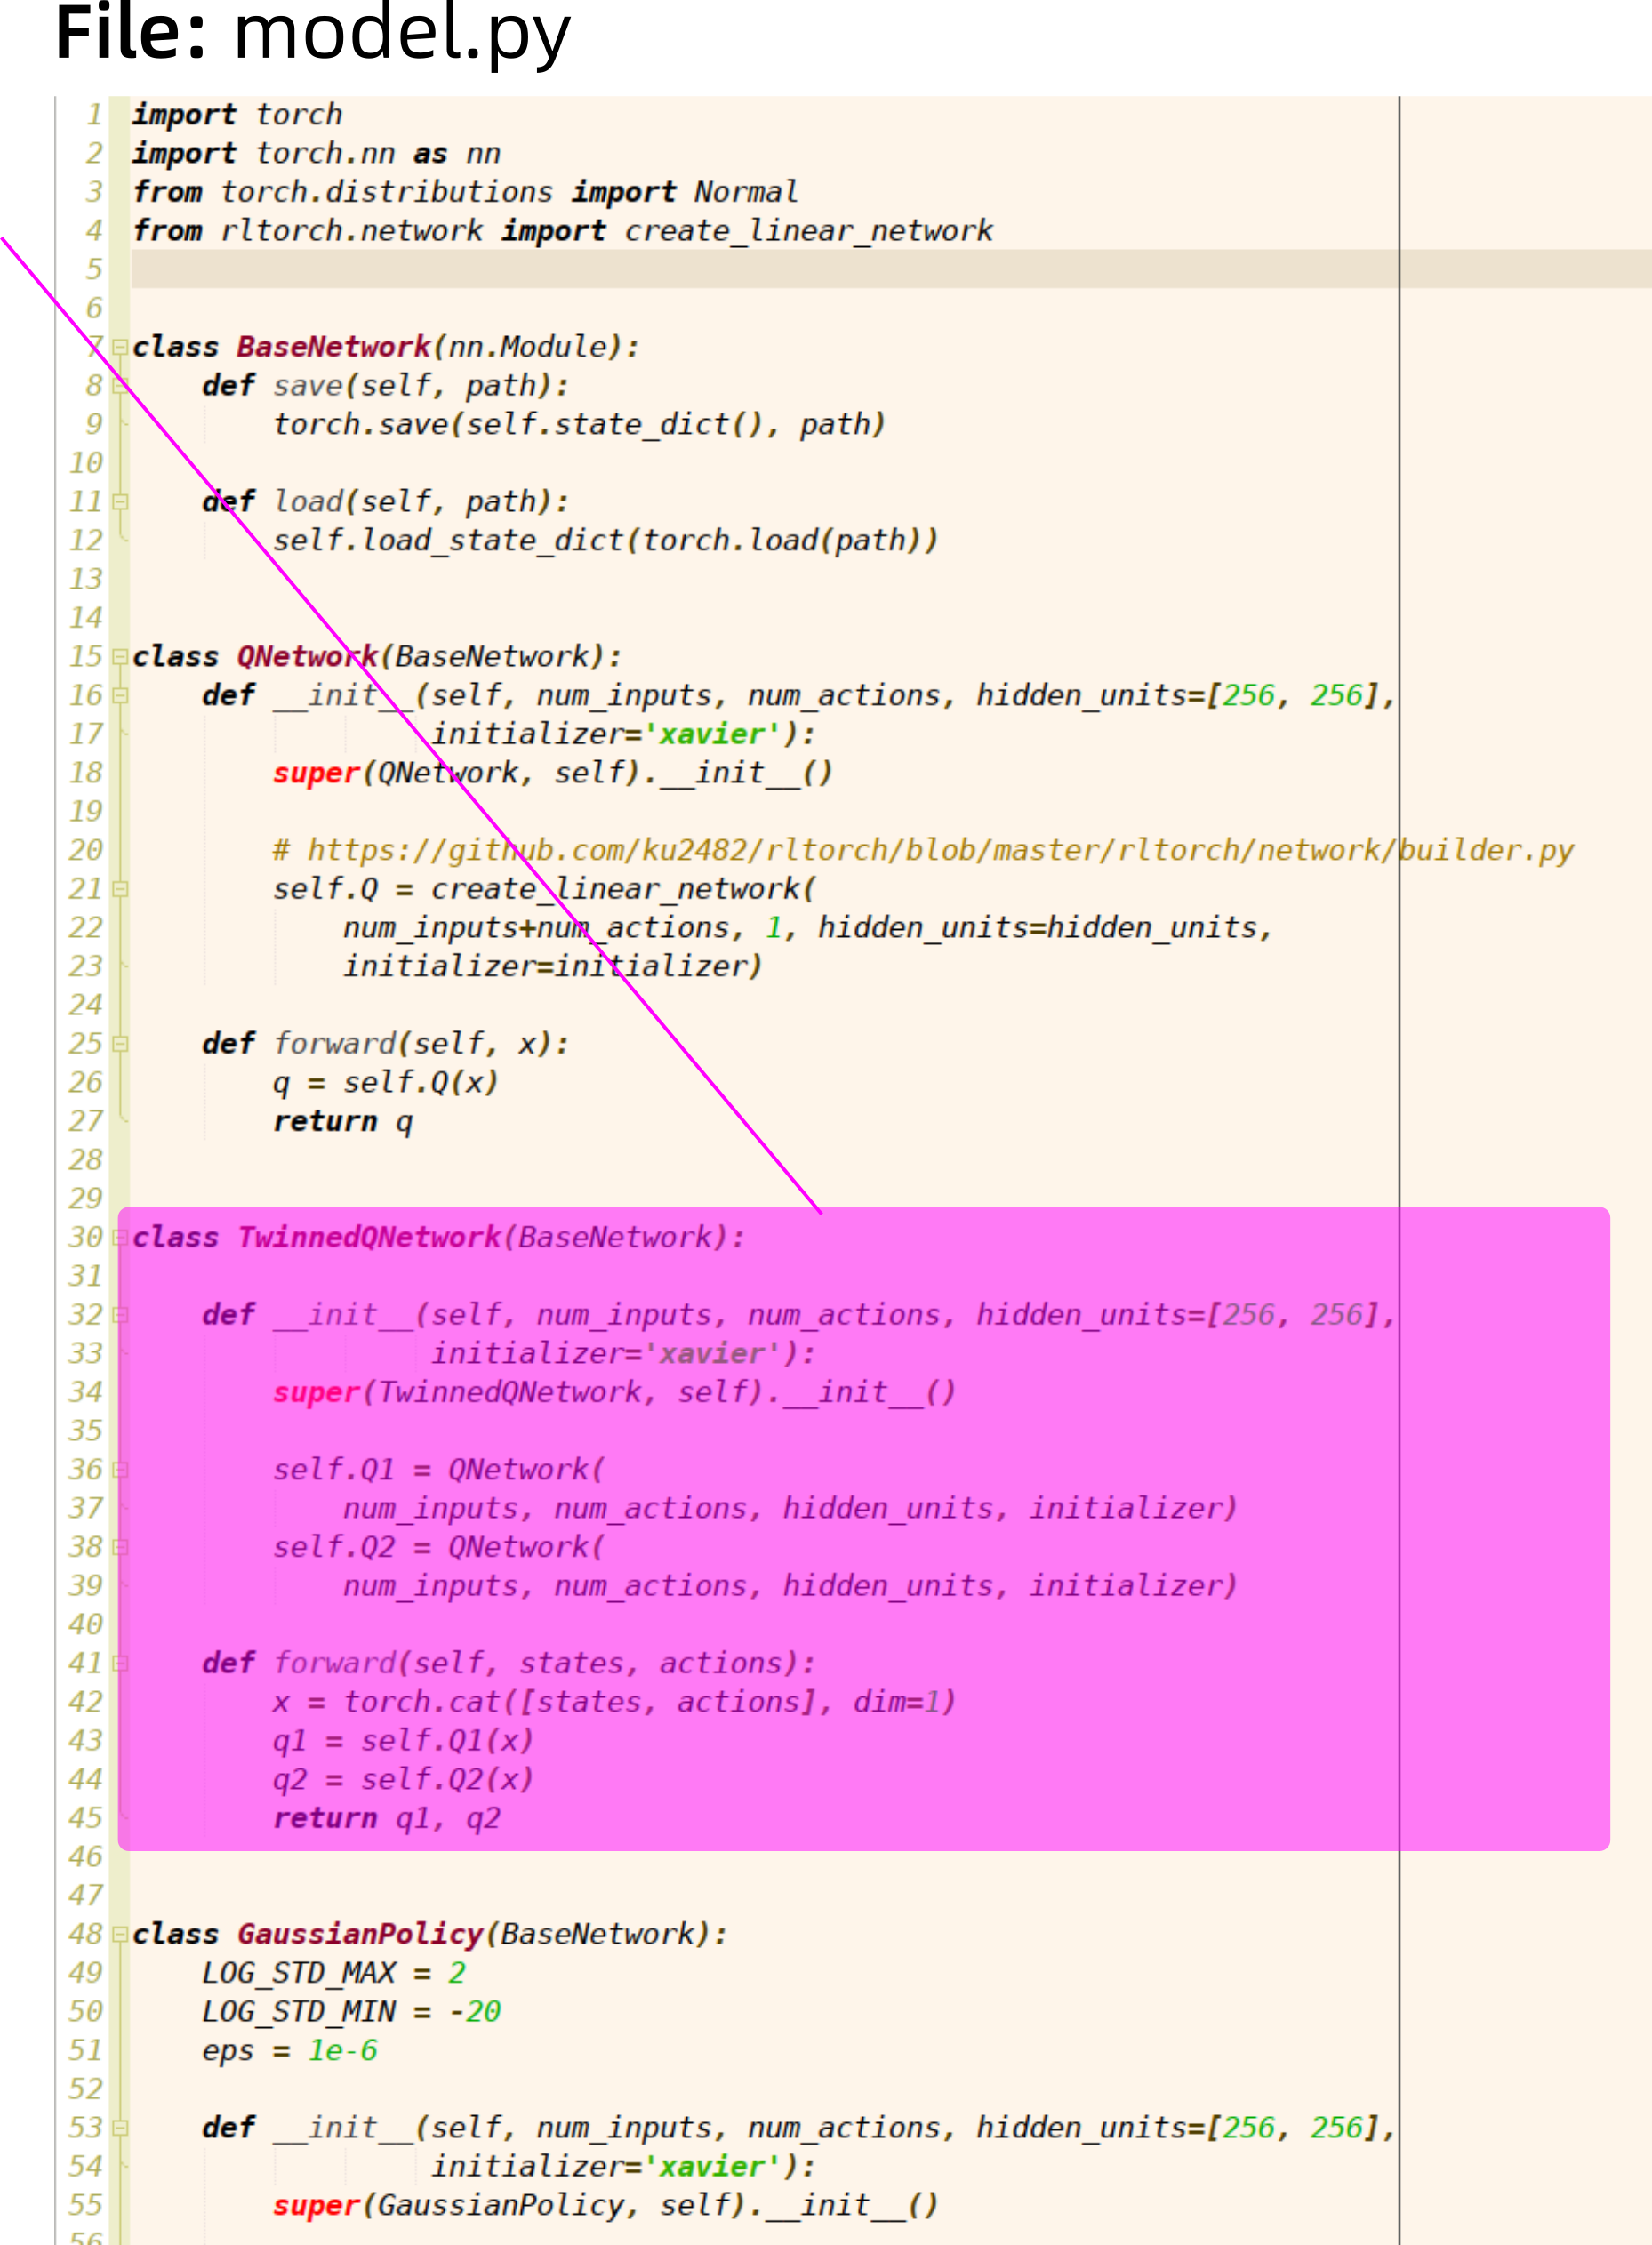 File: model.py
1 import torch
2 import torch.nn as nn
3 from torch.distributions import Normal
4 from rltorch.network import create_linear_network
5
6
7 class BaseNetwork(nn.Module):
8     def save(self, path):
9         torch.save(self.state_dict(), path)
10
11     def load(self, path):
12         self.load_state_dict(torch.load(path))
13
14
15 class QNetwork(BaseNetwork):
16     def __init__(self, num_inputs, num_actions, hidden_units=[256, 256],
17                  initializer='xavier'):
18         super(QNetwork, self).__init__()
19
20         # https://github.com/ku2482/rltorch/blob/master/rltorch/network/builder.py
21         self.Q = create_linear_network(
22             num_inputs+num_actions, 1, hidden_units=hidden_units,
23             initializer=initializer)
24
25     def forward(self, x):
26         q = self.Q(x)
27         return q
28
29
30 class TwinnedQNetwork(BaseNetwork):
31
32     def __init__(self, num_inputs, num_actions, hidden_units=[256, 256],
33                  initializer='xavier'):
34         super(TwinnedQNetwork, self).__init__()
35
36         self.Q1 = QNetwork(
37             num_inputs, num_actions, hidden_units, initializer)
38         self.Q2 = QNetwork(
39             num_inputs, num_actions, hidden_units, initializer)
40
41     def forward(self, states, actions):
42         x = torch.cat([states, actions], dim=1)
43         q1 = self.Q1(x)
44         q2 = self.Q2(x)
45         return q1, q2
46
47
48 class GaussianPolicy(BaseNetwork):
49     LOG_STD_MAX = 2
50     LOG_STD_MIN = -20
51     eps = 1e-6
52
53     def __init__(self, num_inputs, num_actions, hidden_units=[256, 256],
54                  initializer='xavier'):
55         super(GaussianPolicy, self).__init__()
56